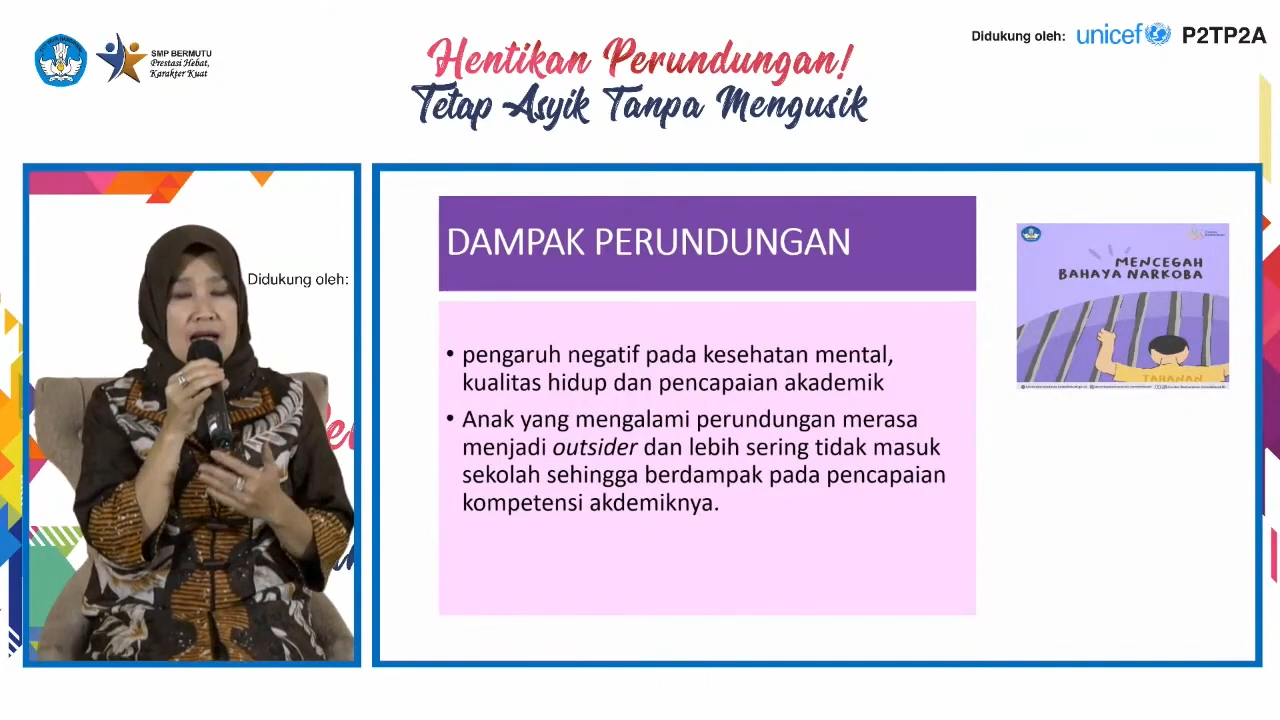 SMP BERMUTU
Prestasi Hebat,
Karakter Kuat
Hentikan Perundungan!
Tetap Asyik Tanpa Mengusik
Didukung oleh: unicef P2TP2A
Didukung oleh:
DAMPAK PERUNDUNGAN
• pengaruh negatif pada kesehatan mental,
kualitas hidup dan pencapaian akademik
• Anak yang mengalami perundungan merasa
menjadi outsider dan lebih sering tidak masuk
sekolah sehingga berdampak pada pencapaian
kompetensi akdemiknya.
MENCEGAH
BAHAYA NARKOBA
TAHANAN